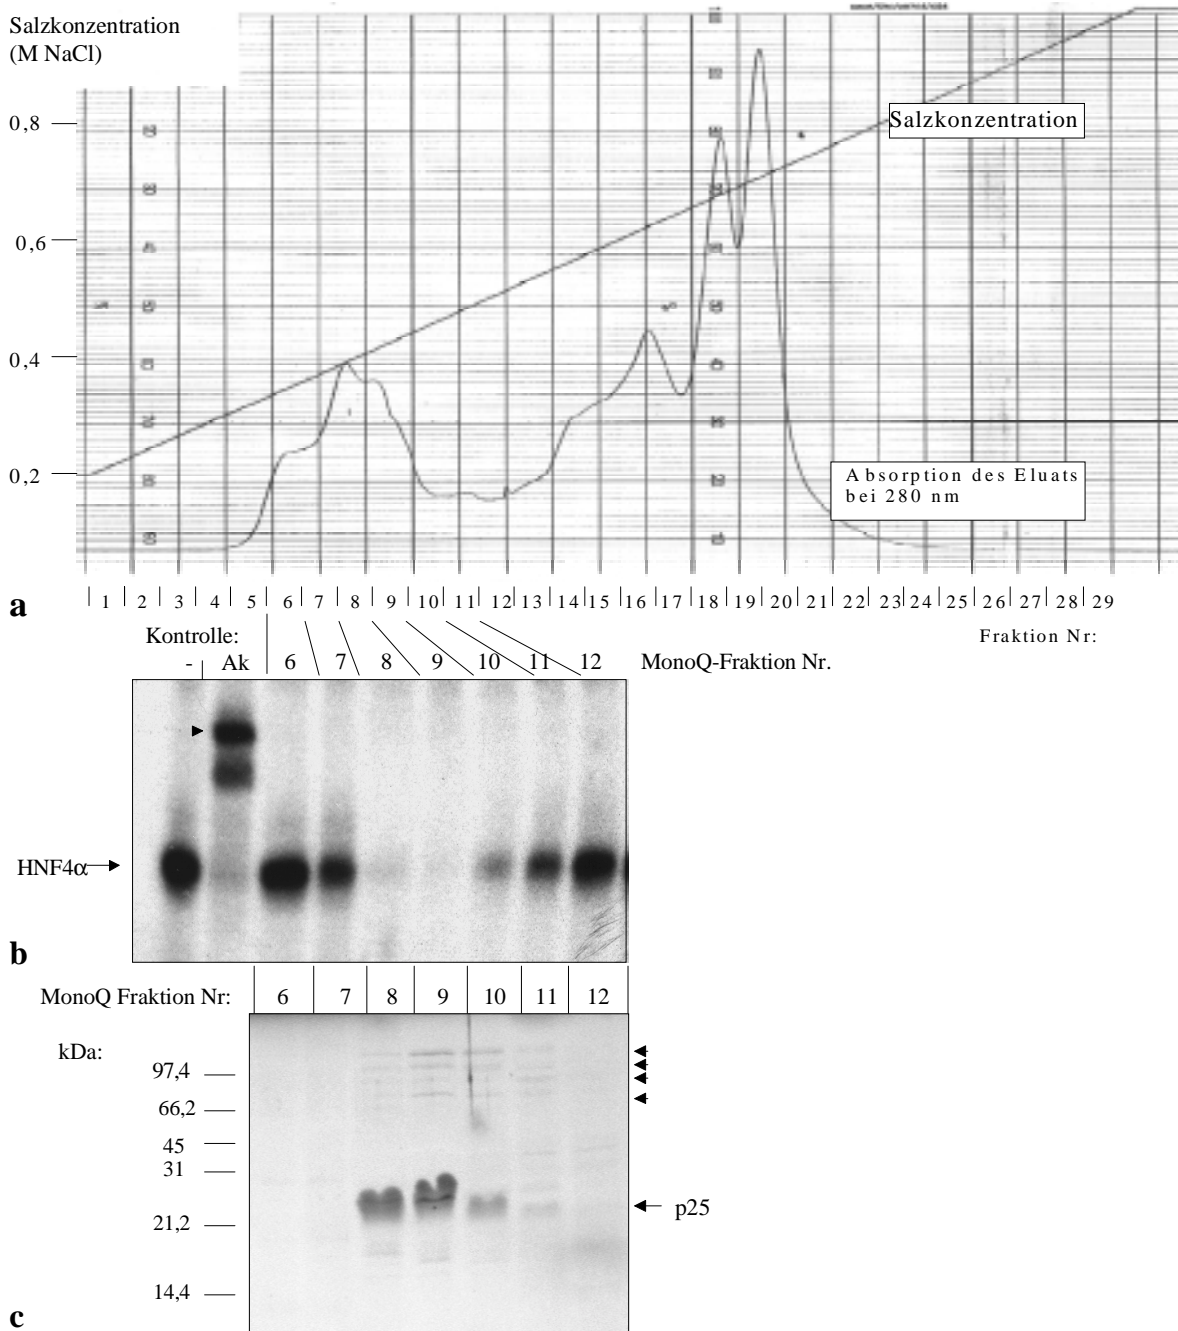 Salzkonzentration
(M NaCl)
0,8
0,6
0,4
0,2
Salzkonzentration
Absorption des Eluats
bei 280 nm
a
1 2 3 4 5 6 7 8 9 10 11 12 13 14 15 16 17 18 19 20 21 22 23 24 25 26 27 28 29
Fraktion Nr:
Kontrolle:
- Ak 6 7 8 9 10 11 12 MonoQ-Fraktion Nr.
HNF4α
b
MonoQ Fraktion Nr: 6 7 8 9 10 11 12
kDa:
97,4
66,2
45
31
21,2
14,4
p25
c